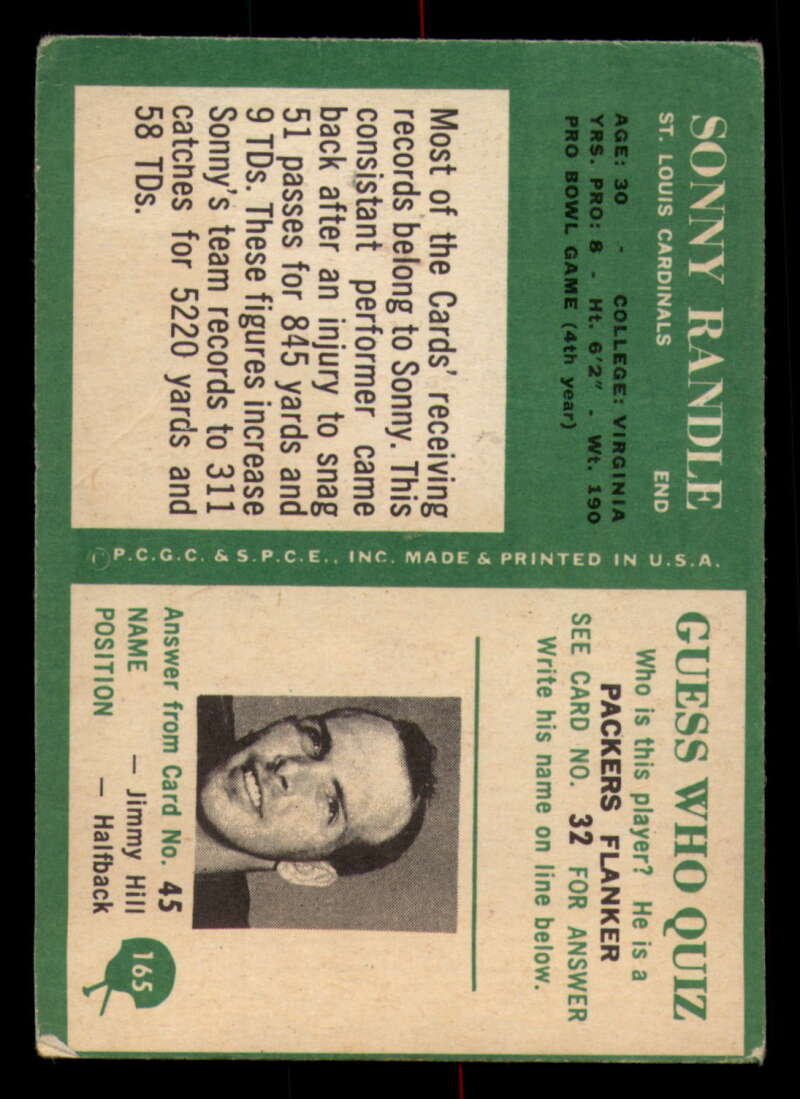 SONNY RANDLE
ST. LOUIS CARDINALS END
AGE: 30 - COLLEGE: VIRGINIA
YRS. PRO: 8 - Ht. 6'2" - Wt. 190
PRO BOWL GAME (4th year)
Most of the Cards' receiving
records belong to Sonny. This
consistant performer came
back after an injury to snag
51 passes for 845 yards and
9 TDs. These figures increase
Sonny's team records to 311
catches for 5220 yards and
58 TDs.
©P.C.G.C. & S.P.C.E., INC. MADE & PRINTED IN U.S.A.
GUESS WHO QUIZ
Who is this player? He is a
PACKERS FLANKER
SEE CARD NO. 32 FOR ANSWER
Write his name on line below.
Answer from Card No. 45
NAME — Jimmy Hill
POSITION — Halfback
165